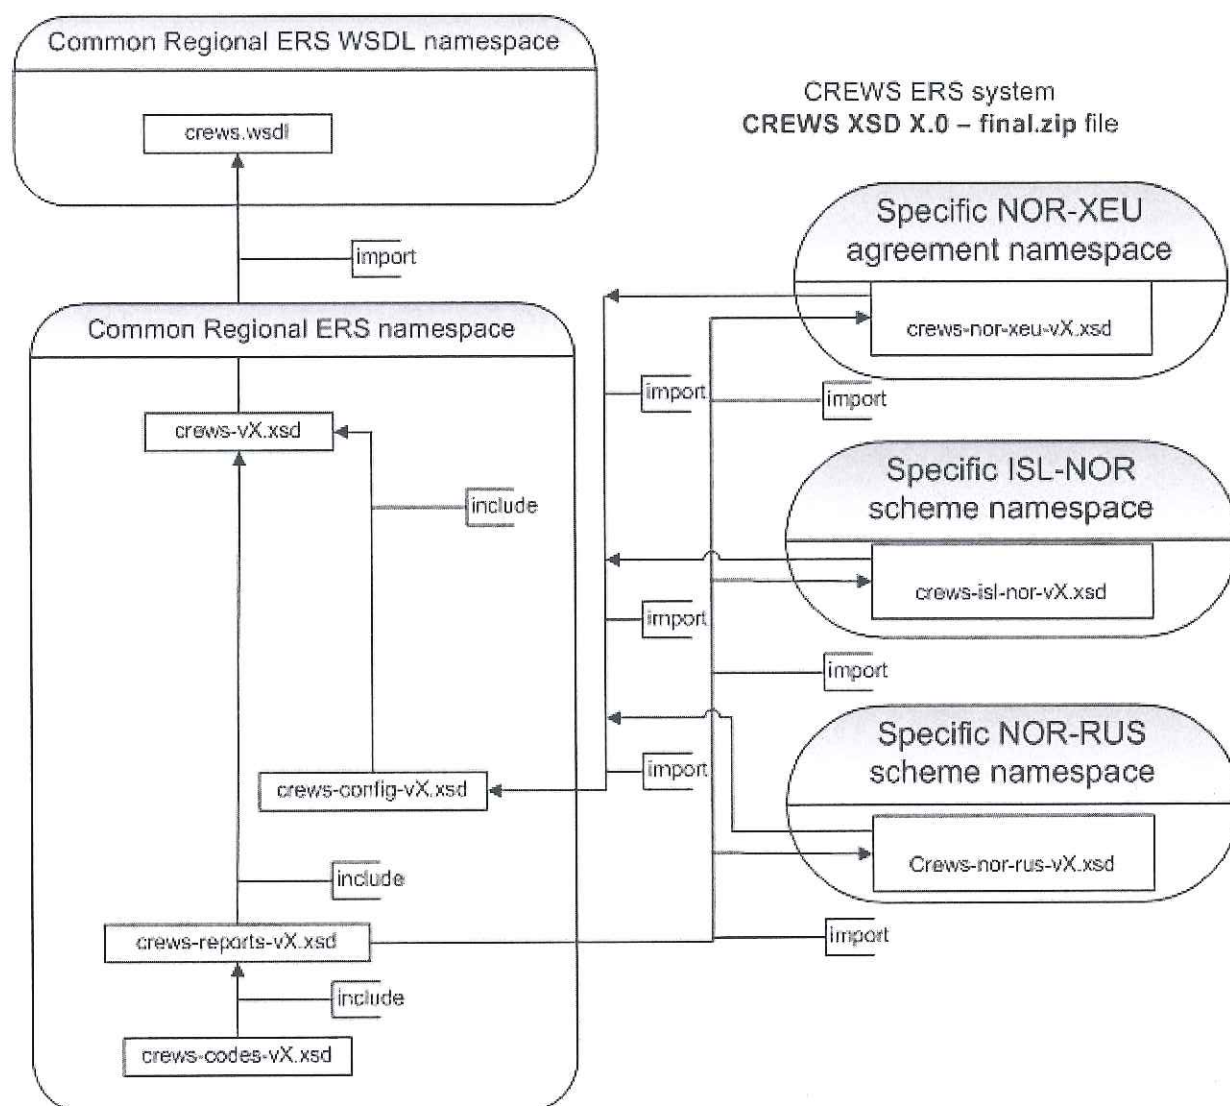 Common Regional ERS WSDL namespace
crews.wsdl
import
CREWS ERS system
CREWS XSD X.0 – final.zip file
Common Regional ERS namespace
crews-vX.xsd
include
crews-config-vX.xsd
include
crews-reports-vX.xsd
include
crews-codes-vX.xsd
Specific NOR-XEU
agreement namespace
crews-nor-xeu-vX.xsd
import
import
Specific ISL-NOR
scheme namespace
crews-isl-nor-vX.xsd
import
import
Specific NOR-RUS
scheme namespace
import
Crews-nor-rus-vX.xsd
import